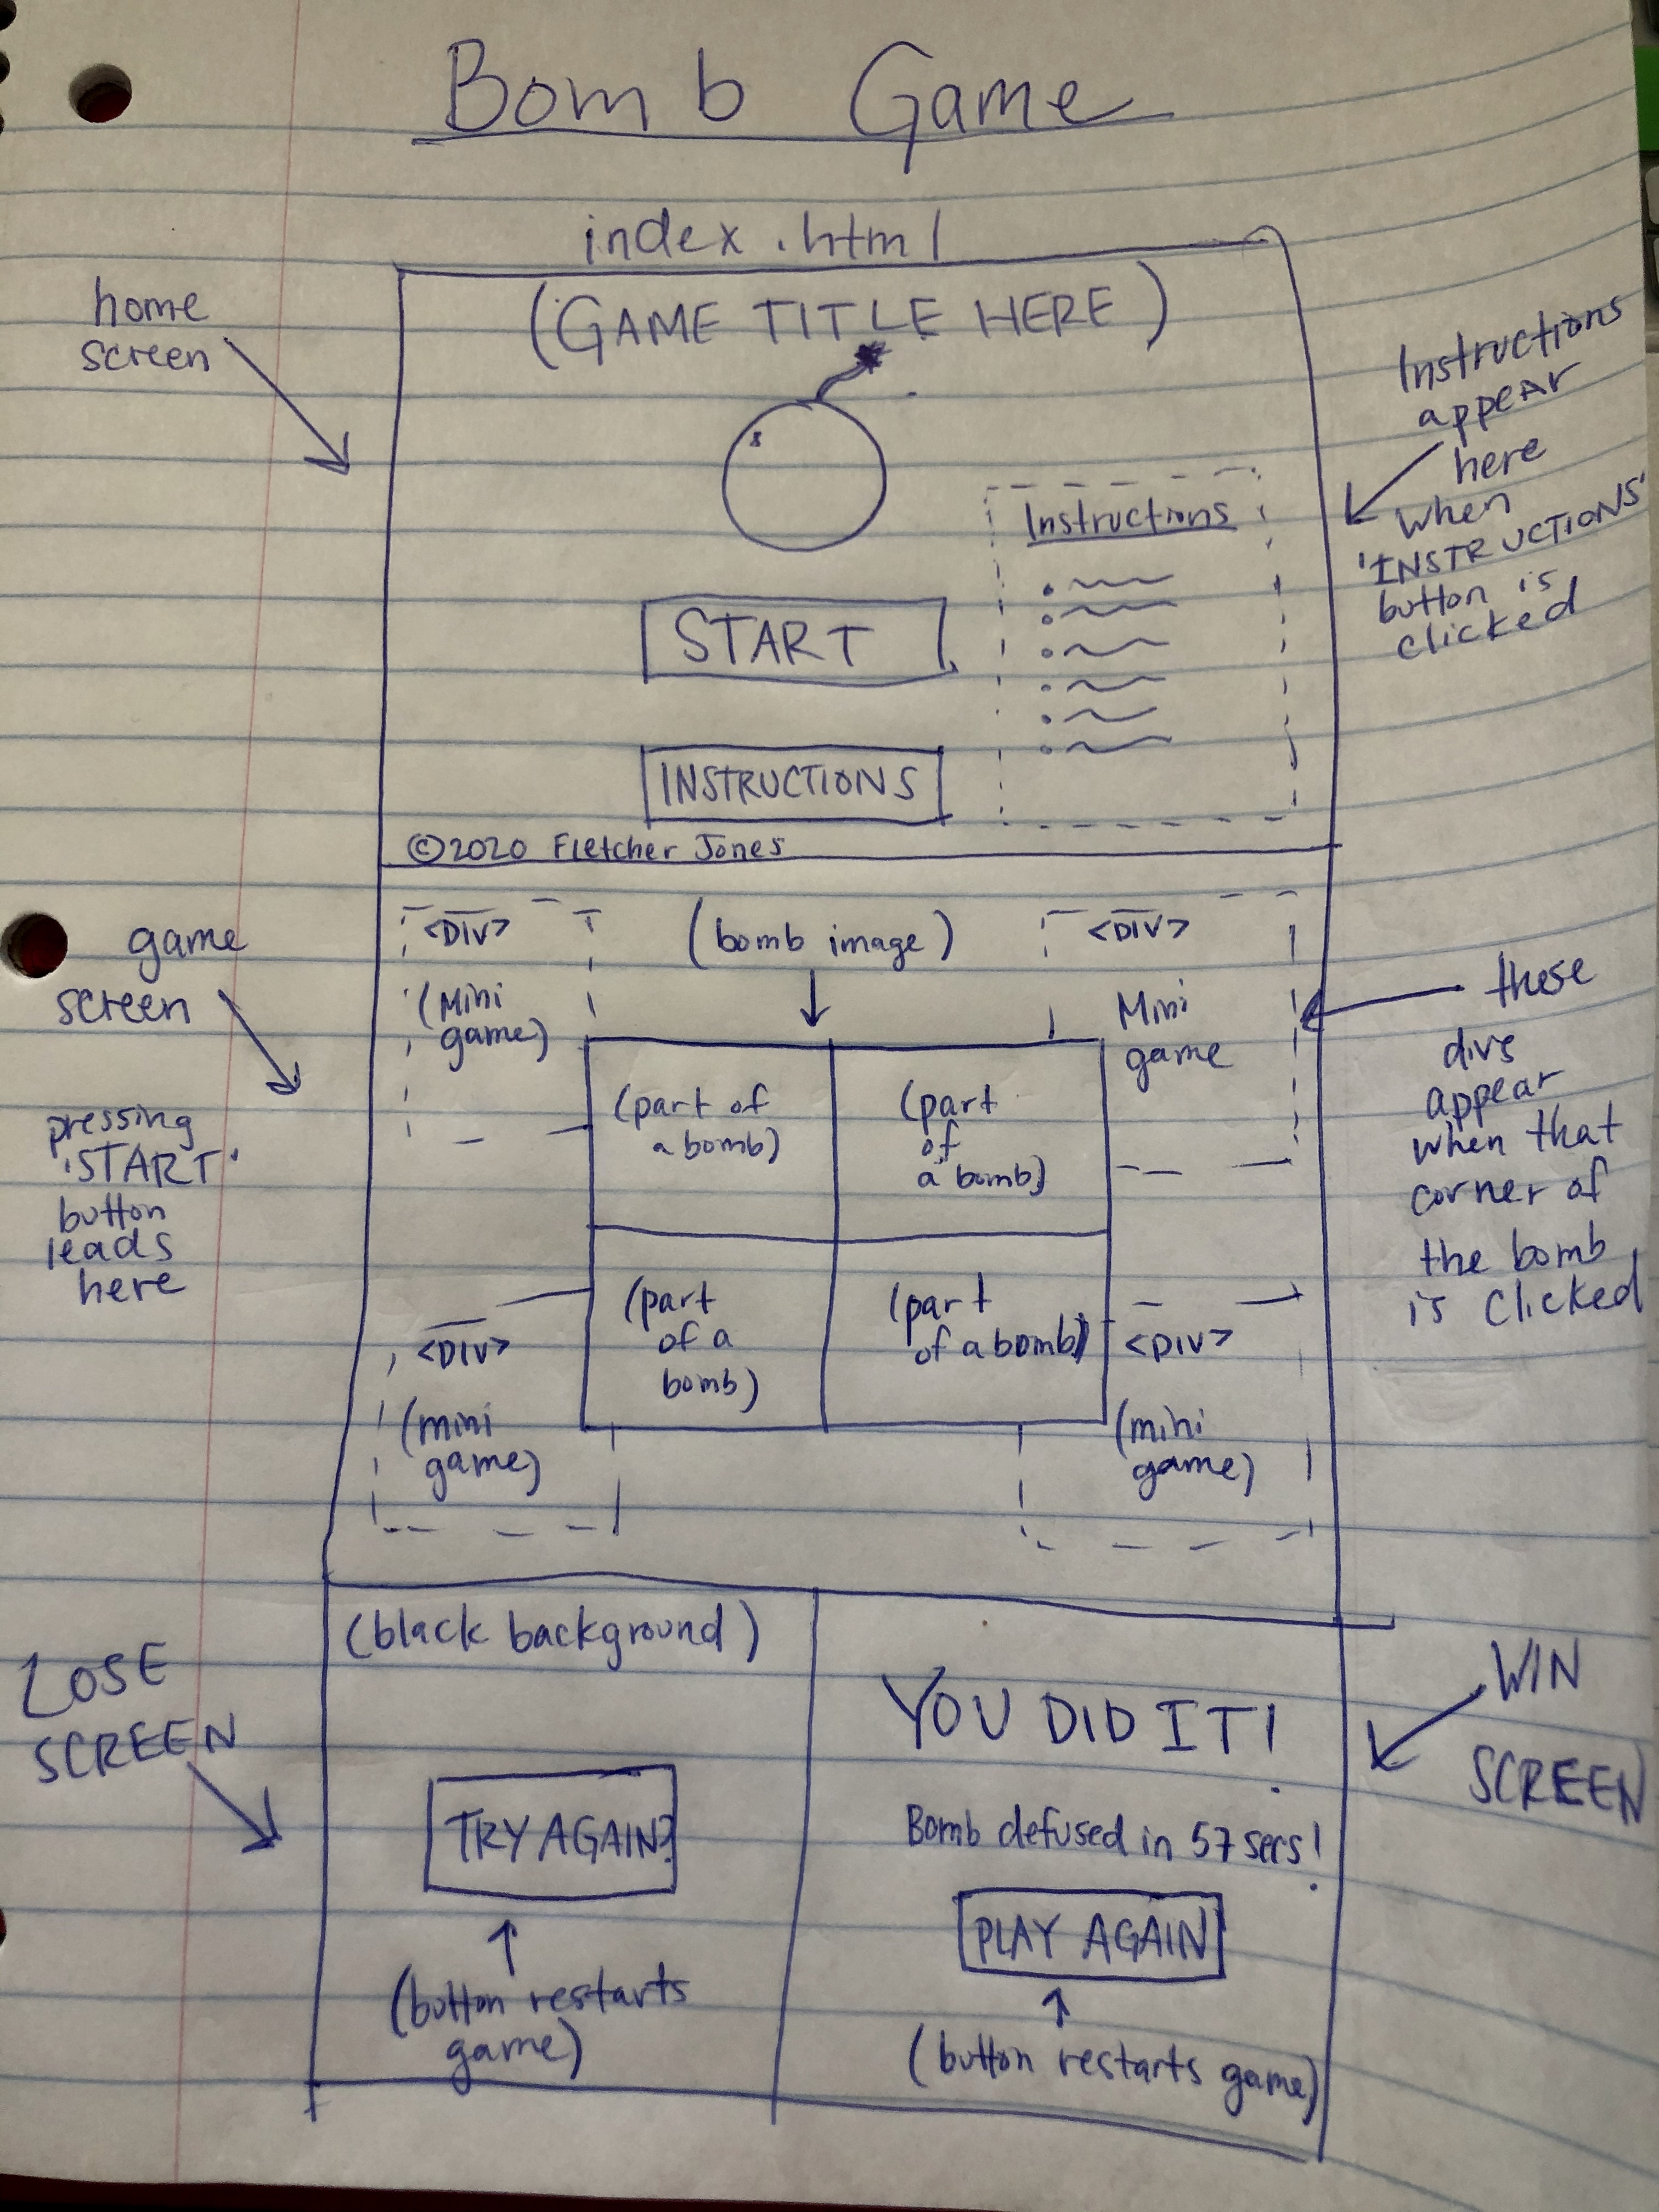 Bomb Game
index.html
home
screen
(GAME TITLE HERE)
Instructions
appear
here
when
'INSTRUCTIONS'
button is
clicked
Instructions
START
INSTRUCTIONS
©2020 Fletcher Jones
game
screen
pressing
'START'
button
leads
here
<DIV>
(Mini
game)
(bomb image)
<DIV>
Mini
game
these
divs
appear
when that
corner of
the bomb
is clicked
(part of
a bomb)
(part
of
a bomb)
(part
of a
bomb)
(part
of a bomb)
<DIV>
(mini
game)
<DIV>
(mini
game)
LOSE
SCREEN
(black background)
TRY AGAIN?
(button restarts
game)
WIN
SCREEN
YOU DID IT!
Bomb defused in 57 secs!
PLAY AGAIN
(button restarts game)